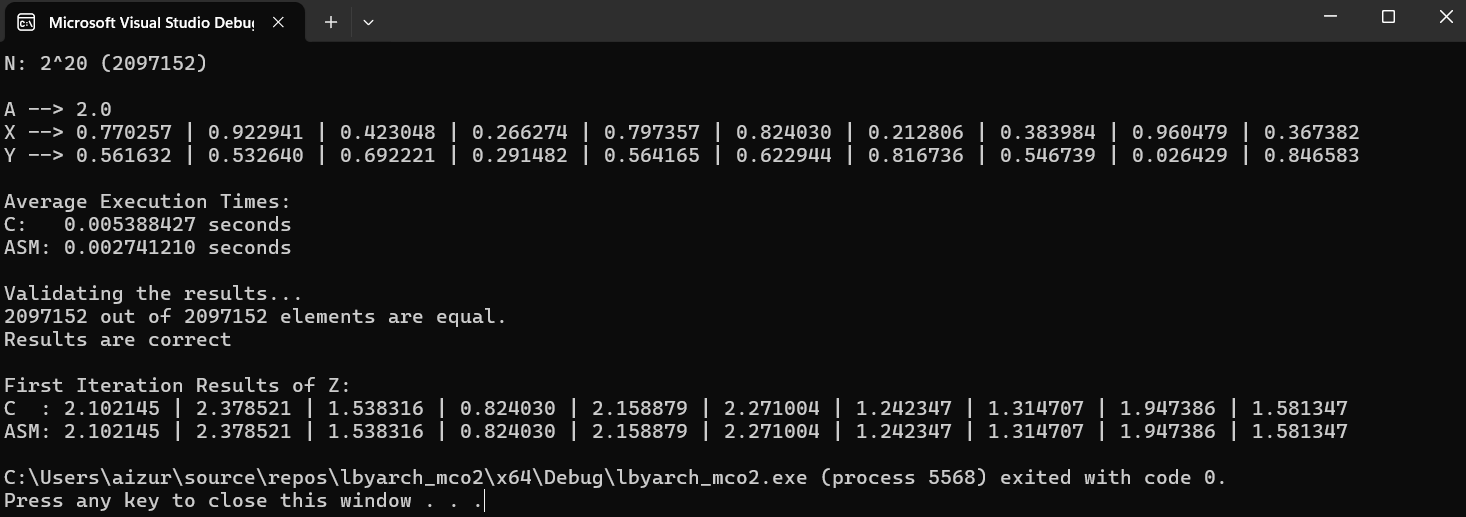 Microsoft Visual Studio Debug
N: 2^20 (2097152)
A --> 2.0
X --> 0.770257 | 0.922941 | 0.423048 | 0.266274 | 0.797357 | 0.824030 | 0.212806 | 0.383984 | 0.960479 | 0.367382
Y --> 0.561632 | 0.532640 | 0.692221 | 0.291482 | 0.564165 | 0.622944 | 0.816736 | 0.546739 | 0.026429 | 0.846583
Average Execution Times:
C:   0.005388427 seconds
ASM: 0.002741210 seconds
Validating the results...
2097152 out of 2097152 elements are equal.
Results are correct
First Iteration Results of Z:
C  : 2.102145 | 2.378521 | 1.538316 | 0.824030 | 2.158879 | 2.271004 | 1.242347 | 1.314707 | 1.947386 | 1.581347
ASM: 2.102145 | 2.378521 | 1.538316 | 0.824030 | 2.158879 | 2.271004 | 1.242347 | 1.314707 | 1.947386 | 1.581347
C:\Users\aizur\source\repos\lbyarch_mco2\x64\Debug\lbyarch_mco2.exe (process 5568) exited with code 0.
Press any key to close this window . . .